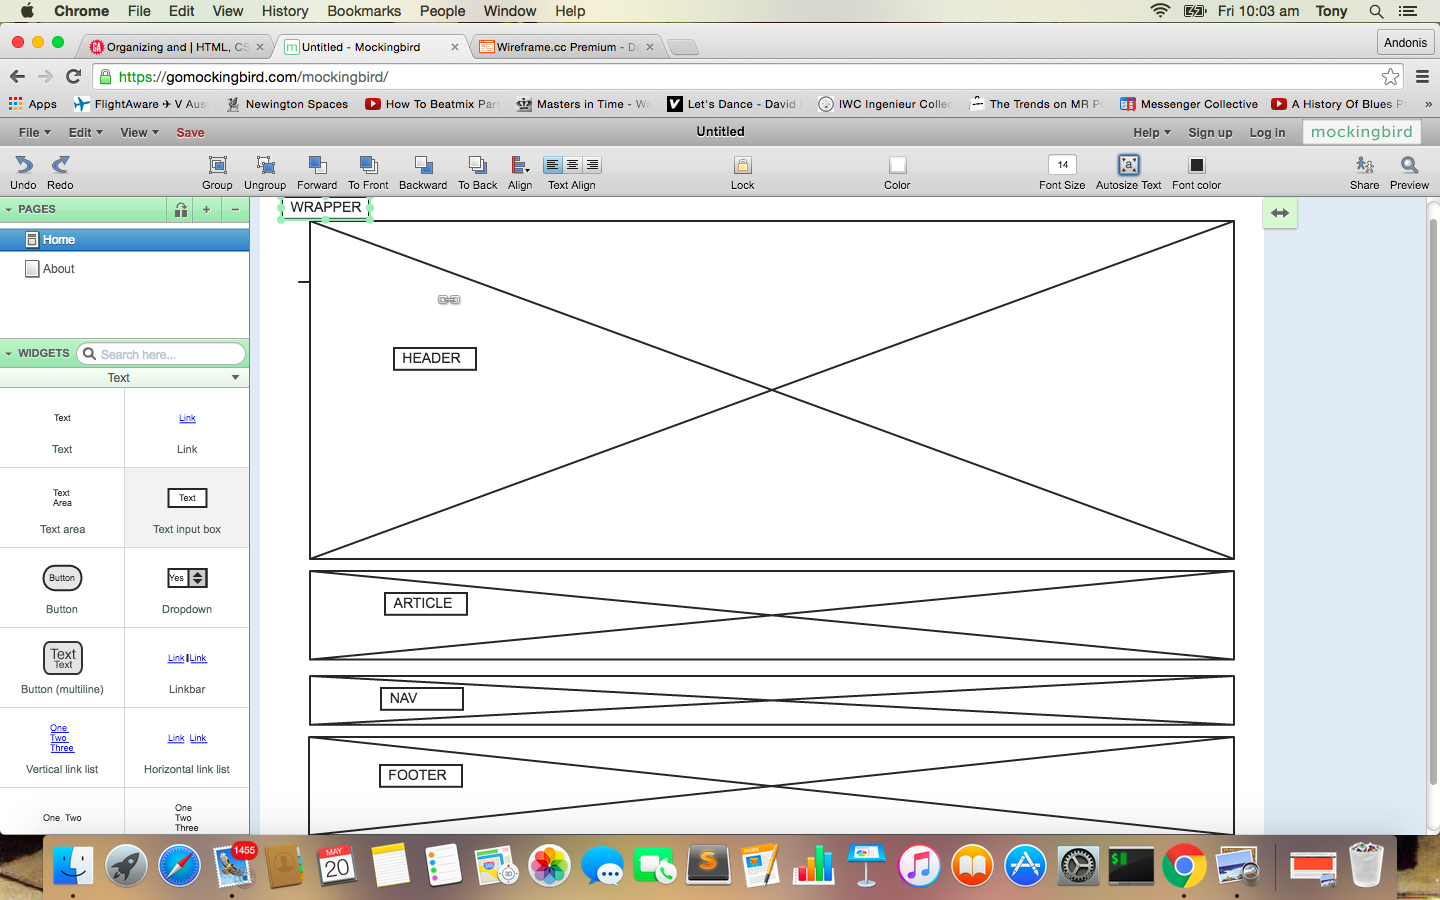 Chrome File Edit View History Bookmarks People Window Help Fri 10:03 am Tony
Organizing and | HTML, CS
Untitled - Mockingbird
Wireframe.cc Premium - D
Andonis
https://gomockingbird.com/mockingbird/
Apps FlightAware ✈ V Aus Newington Spaces How To Beatmix Par Masters in Time - Wa Let's Dance - David IWC Ingenieur Collec The Trends on MR P Messenger Collective A History Of Blues P »
File Edit View Save Untitled Help Sign up Log in mockingbird
14 a
Undo Redo Group Ungroup Forward To Front Backward To Back Align Text Align Lock Color Font Size Autosize Text Font color Share Preview
PAGES + −
Home
About
WIDGETS Search here...
Text
Text Link
Text Link
Text
Area
Text
Text area Text input box
Button Yes
Button Dropdown
Text
Text
Link Link
Button (multiline) Linkbar
One
Two
Three
Link Link
Vertical link list Horizontal link list
One Two
One
Two
Three
WRAPPER
HEADER
ARTICLE
NAV
FOOTER
1455
MAY
20
3D
PAGES
S
$